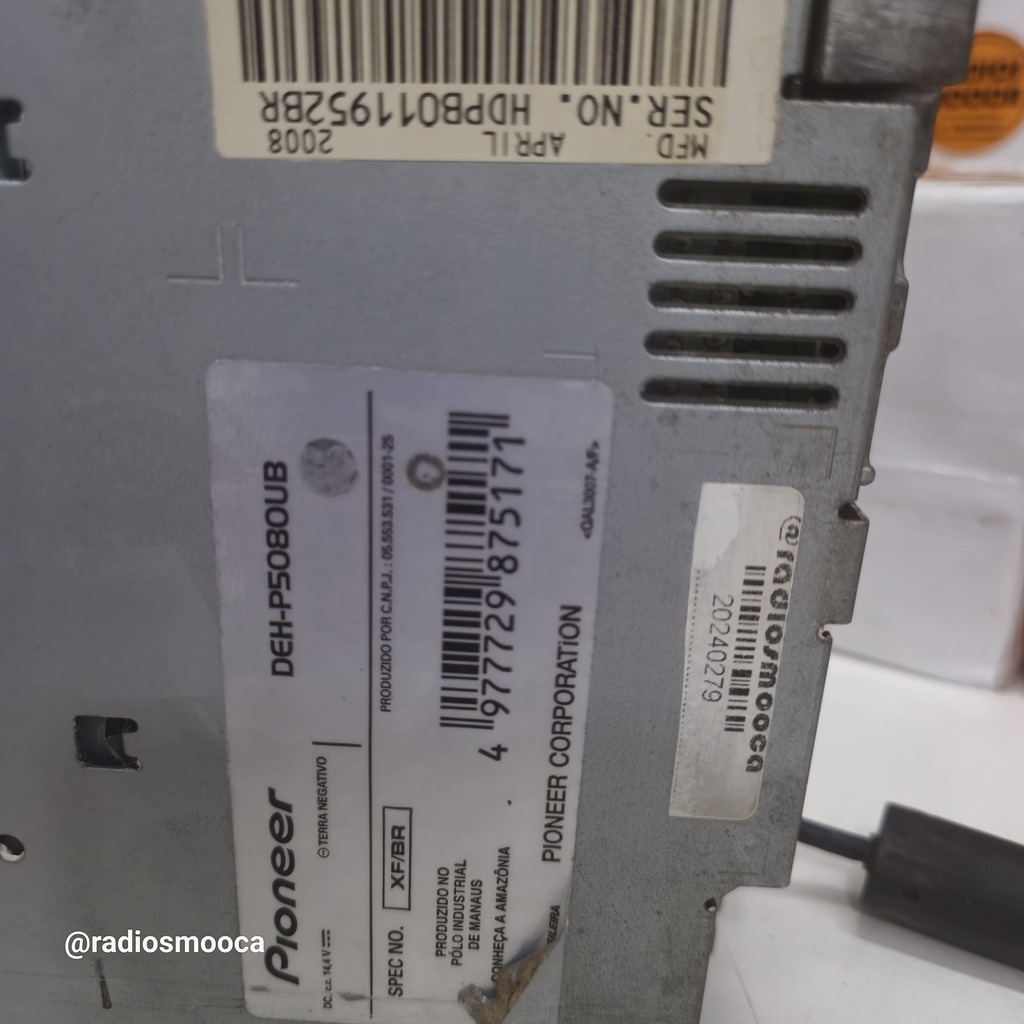 SER.NO. HDPB011952BR
MFD. APRIL 2008
Pioneer DEH-P5080UB
DC. c.c. 14,4 V ⎓ ⊖TERRA NEGATIVO
SPEC NO. XF/BR PRODUZIDO POR C.N.P.J.: 05.553.531 / 0001-25
PRODUZIDO NO
PÓLO INDUSTRIAL
DE MANAUS
CONHEÇA A AMAZÔNIA
4 977729 875171
PIONEER CORPORATION
<QAL3007-A/F>
@radiosmooca
20240279
@radiosmooca